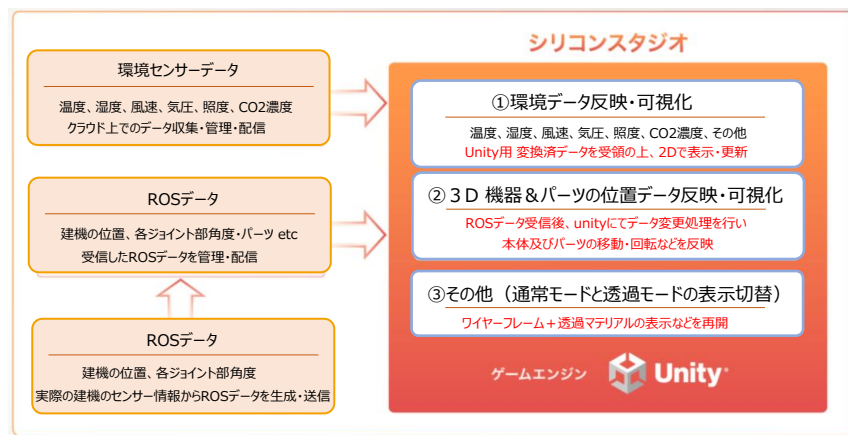 シリコンスタジオ
環境センサーデータ
温度、湿度、風速、気圧、照度、CO2濃度
クラウド上でのデータ収集・管理・配信
①環境データ反映・可視化
温度、湿度、風速、気圧、照度、CO2濃度、その他
Unity用 変換済データを受領の上、2Dで表示・更新
ROSデータ
建機の位置、各ジョイント部角度・パーツ etc
受信したROSデータを管理・配信
②３D 機器＆パーツの位置データ反映・可視化
ROSデータ受信後、unityにてデータ変更処理を行い
本体及びパーツの移動・回転などを反映
③その他（通常モードと透過モードの表示切替）
ワイヤーフレーム＋透過マテリアルの表示などを再開
ROSデータ
建機の位置、各ジョイント部角度
実際の建機のセンサー情報からROSデータを生成・送信
ゲームエンジン Unity